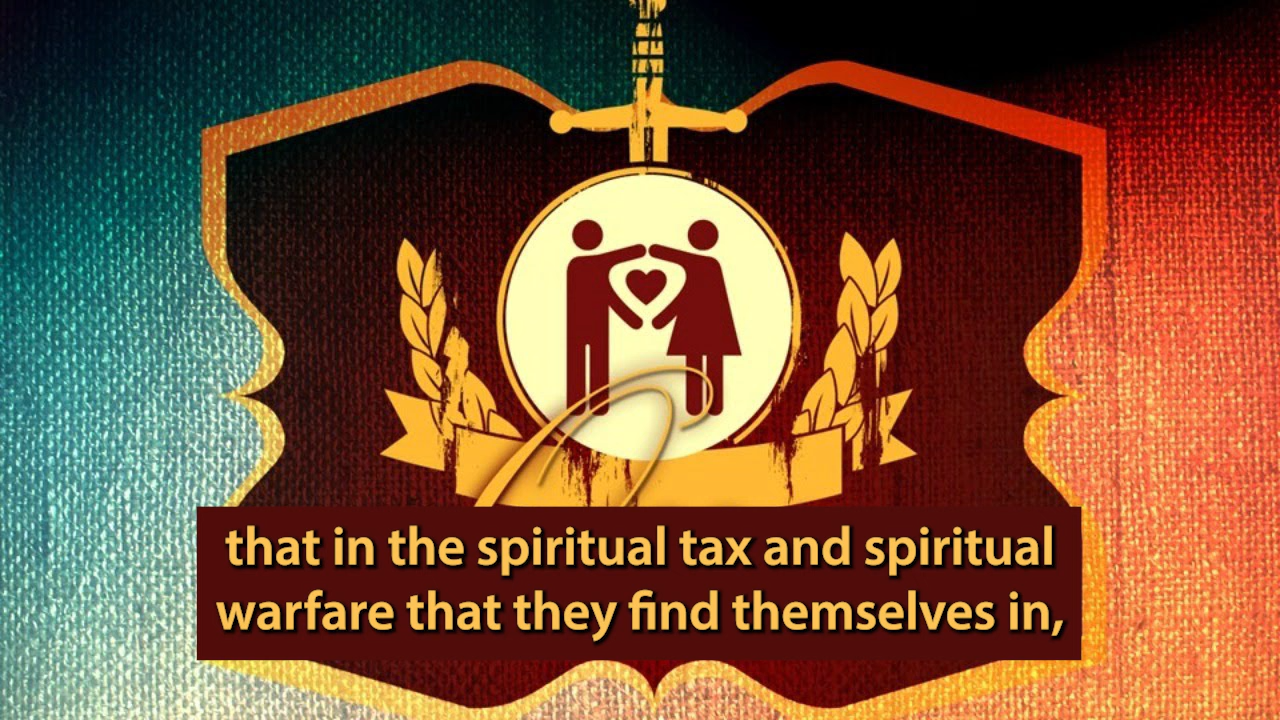 that in the spiritual tax and spiritual
warfare that they find themselves in,